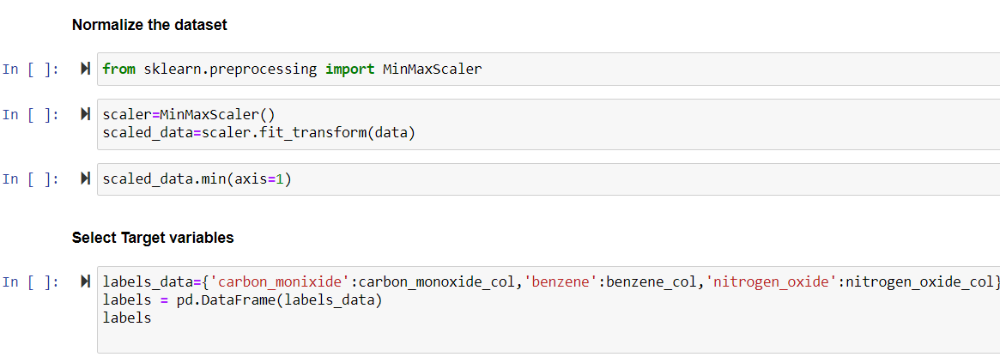 Normalize the dataset
In [ ]: from sklearn.preprocessing import MinMaxScaler
In [ ]: scaler=MinMaxScaler()
scaled_data=scaler.fit_transform(data)
In [ ]: scaled_data.min(axis=1)
Select Target variables
In [ ]: labels_data={'carbon_monixide':carbon_monoxide_col,'benzene':benzene_col,'nitrogen_oxide':nitrogen_oxide_col}
labels = pd.DataFrame(labels_data)
labels